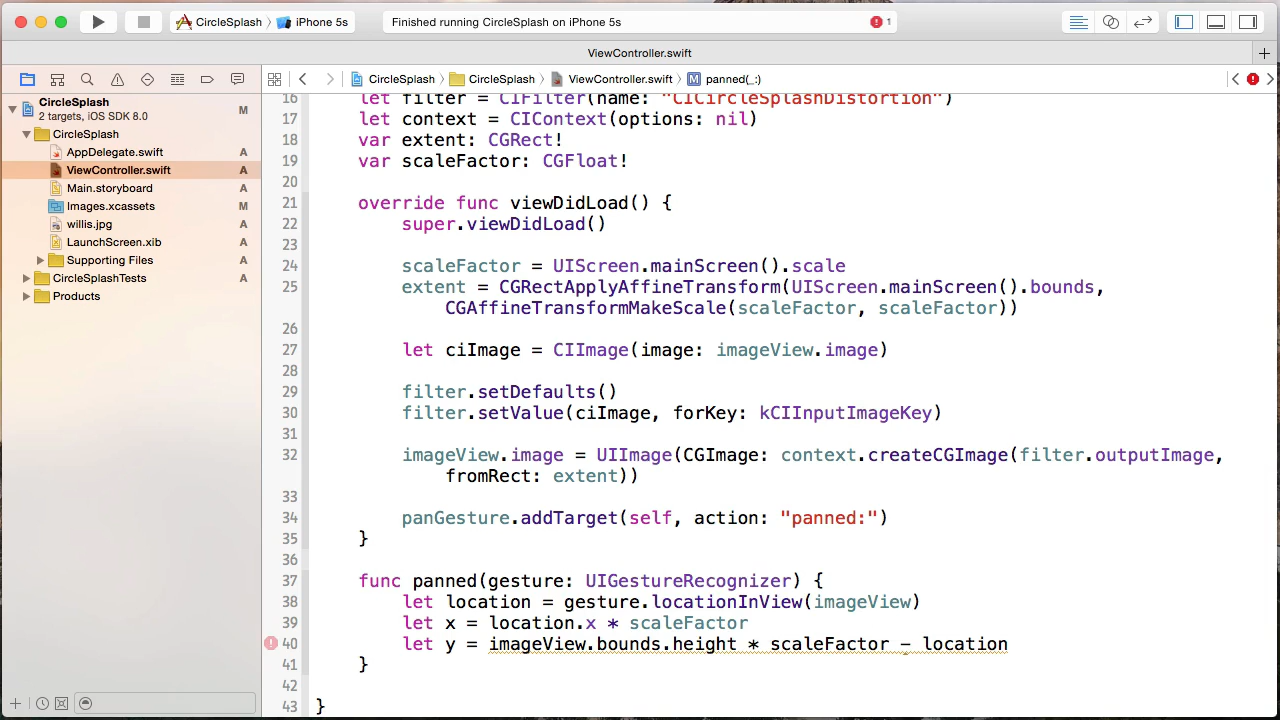 CircleSplash
iPhone 5s
Finished running CircleSplash on iPhone 5s
1
ViewController.swift
CircleSplash
CircleSplash
ViewController.swift
M
panned(_:)
CircleSplash
2 targets, iOS SDK 8.0
M
CircleSplash
AppDelegate.swift
A
ViewController.swift
A
Main.storyboard
A
Images.xcassets
M
willis.jpg
A
LaunchScreen.xib
A
Supporting Files
A
CircleSplashTests
A
Products
16 let filter = CIFilter(name: "CICircleSplashDistortion")
17 let context = CIContext(options: nil)
18 var extent: CGRect!
19 var scaleFactor: CGFloat!
20
21 override func viewDidLoad() {
22 super.viewDidLoad()
23
24 scaleFactor = UIScreen.mainScreen().scale
25 extent = CGRectApplyAffineTransform(UIScreen.mainScreen().bounds,
CGAffineTransformMakeScale(scaleFactor, scaleFactor))
26
27 let ciImage = CIImage(image: imageView.image)
28
29 filter.setDefaults()
30 filter.setValue(ciImage, forKey: kCIInputImageKey)
31
32 imageView.image = UIImage(CGImage: context.createCGImage(filter.outputImage,
fromRect: extent))
33
34 panGesture.addTarget(self, action: "panned:")
35 }
36
37 func panned(gesture: UIGestureRecognizer) {
38 let location = gesture.locationInView(imageView)
39 let x = location.x * scaleFactor
40 let y = imageView.bounds.height * scaleFactor - location
41 }
42
43 }